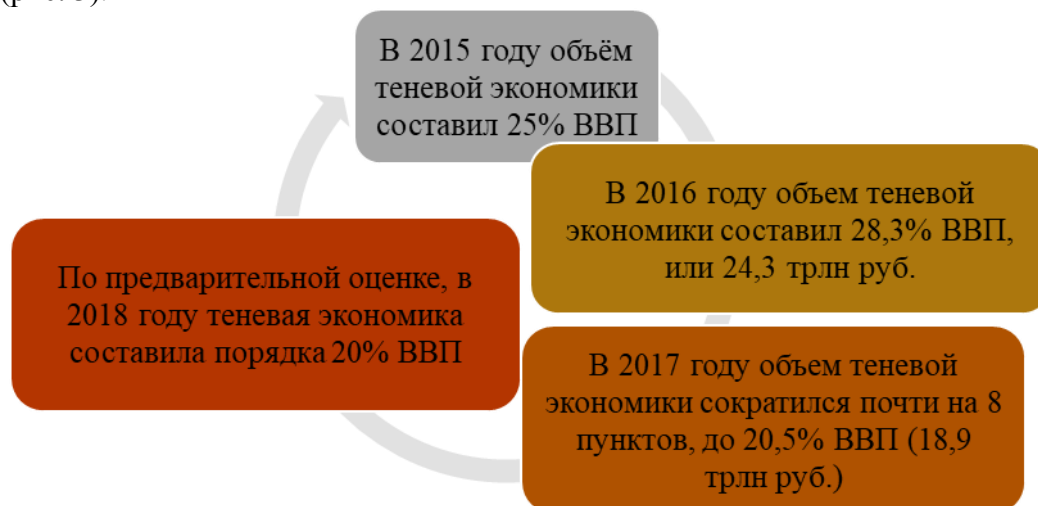 В 2015 году объём
теневой экономики
составил 25% ВВП
В 2016 году объем теневой
экономики составил 28,3% ВВП,
или 24,3 трлн руб.
В 2017 году объем теневой
экономики сократился почти на 8
пунктов, до 20,5% ВВП (18,9
трлн руб.)
По предварительной оценке, в
2018 году теневая экономика
составила порядка 20% ВВП